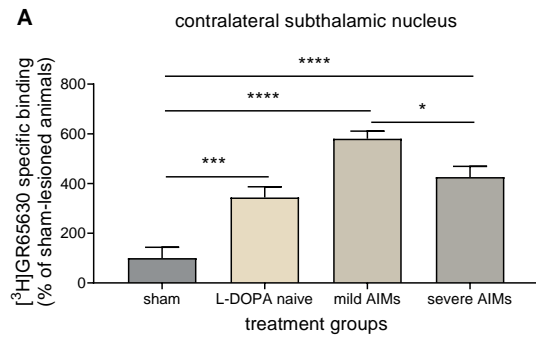 A
contralateral subthalamic nucleus
[³H]GR65630 specific binding
(% of sham-lesioned animals)
800
600
400
200
0
****
****
*
***
sham L-DOPA naive mild AIMs severe AIMs
treatment groups